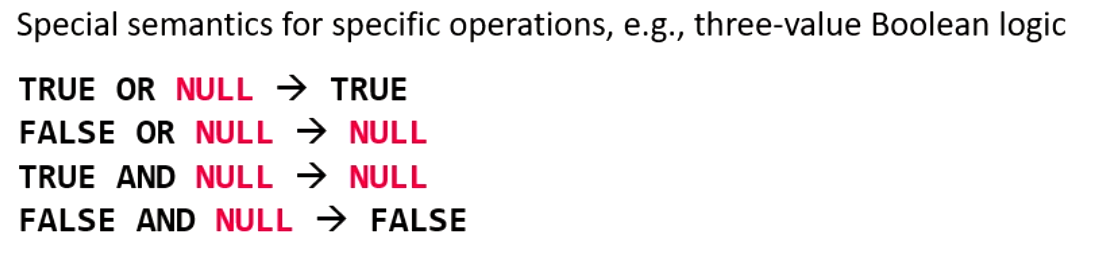 Special semantics for specific operations, e.g., three-value Boolean logic
TRUE OR NULL → TRUE
FALSE OR NULL → NULL
TRUE AND NULL → NULL
FALSE AND NULL → FALSE